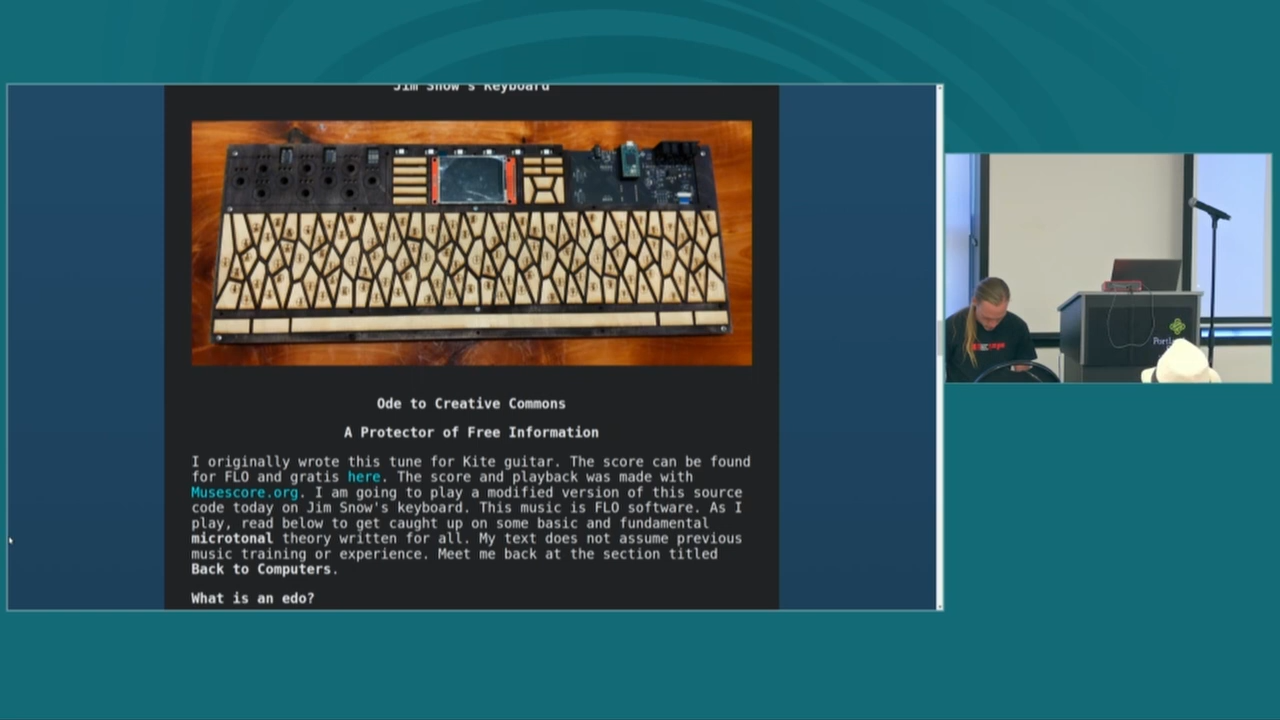 Jim Snow's Keyboard
Ode to Creative Commons
A Protector of Free Information
I originally wrote this tune for Kite guitar. The score can be found
for FLO and gratis here. The score and playback was made with
Musescore.org. I am going to play a modified version of this source
code today on Jim Snow's keyboard. This music is FLO software. As I
play, read below to get caught up on some basic and fundamental
microtonal theory written for all. My text does not assume previous
music training or experience. Meet me back at the section titled
Back to Computers.
What is an edo?